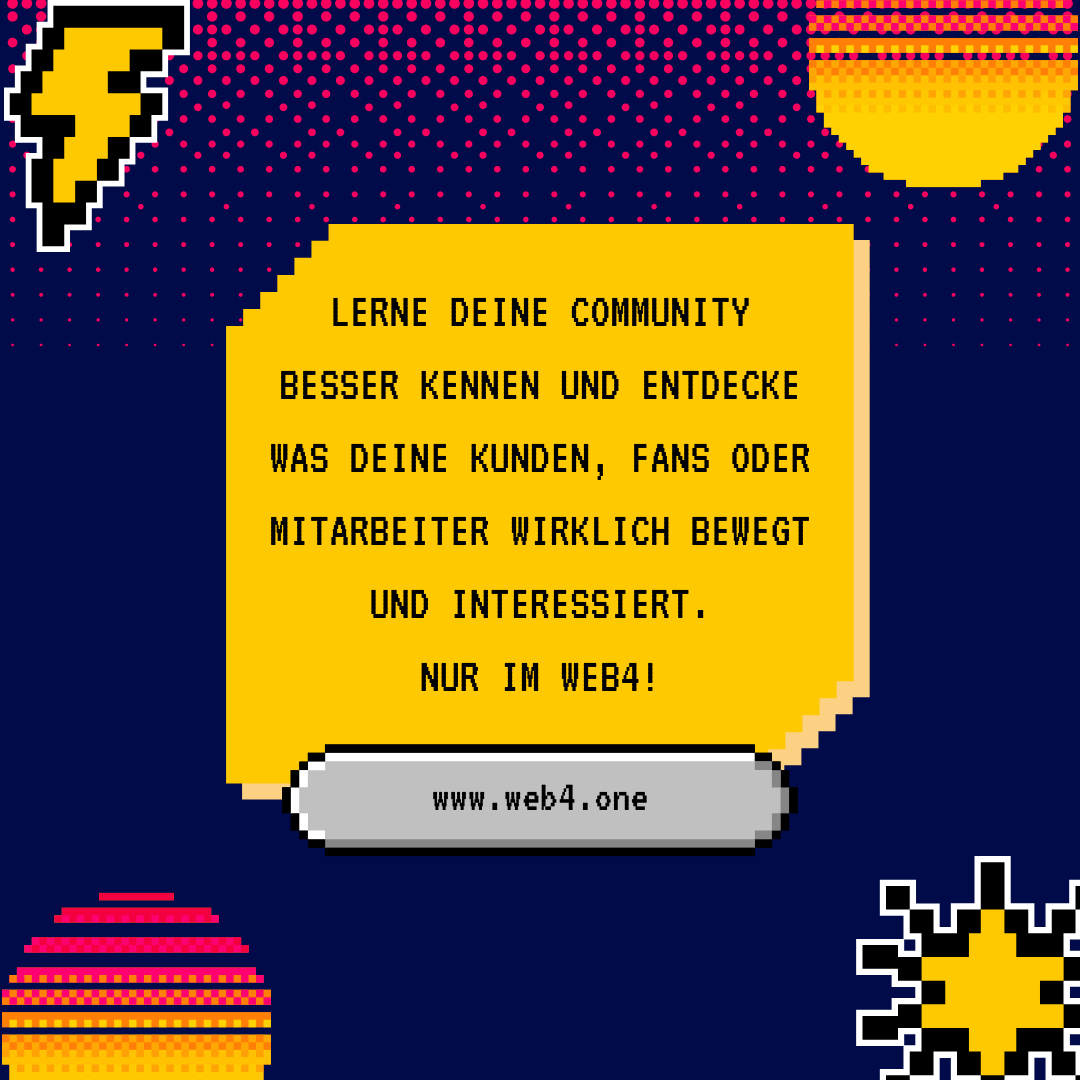 LERNE DEINE COMMUNITY
BESSER KENNEN UND ENTDECKE
WAS DEINE KUNDEN, FANS ODER
MITARBEITER WIRKLICH BEWEGT
UND INTERESSIERT.
NUR IM WEB4!
www.web4.one